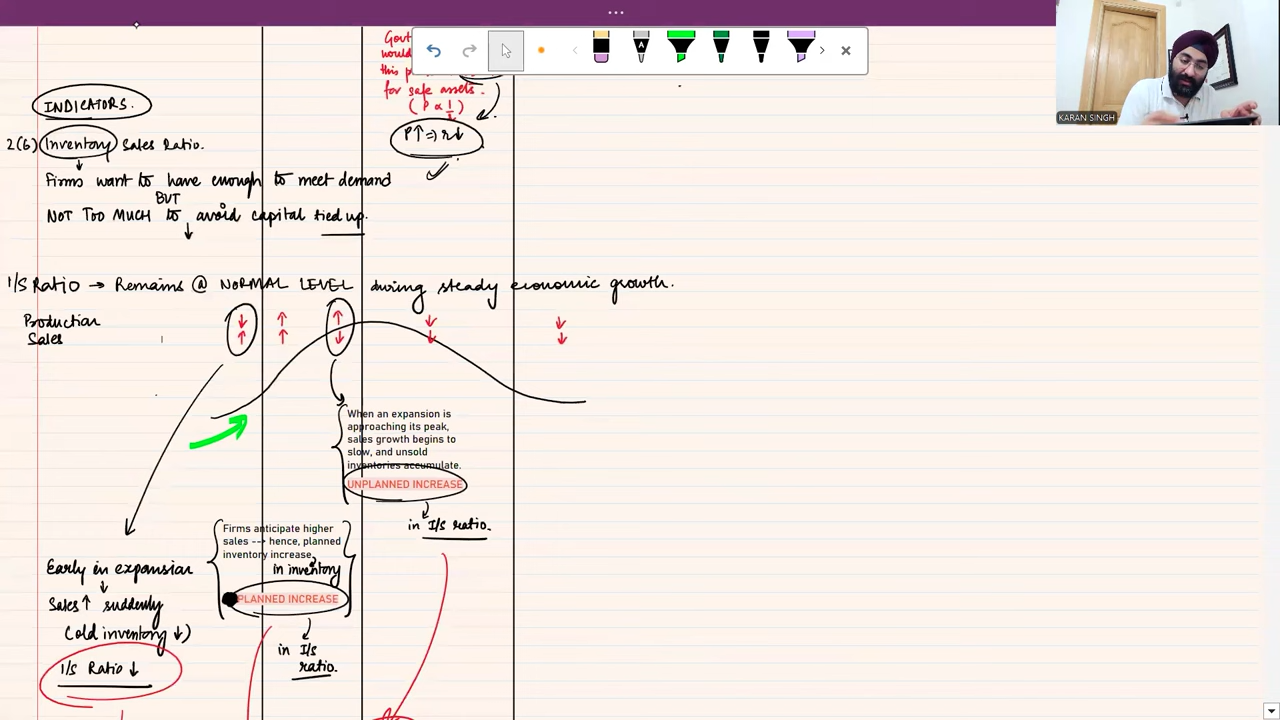 Govt
would
this p
for safe assets.
(P ∝ 1/r)
P↑ => r↓
INDICATORS.
2(6) Inventory Sales Ratio.
Firms want to have enough to meet demand
BUT
NOT TOO MUCH to avoid capital tied up.
I/S Ratio → Remains @ NORMAL LEVEL during steady economic growth.
Production ↓ ↑ ↑ ↓ ↓
Sales ↑ ↑ ↓ ↓ ↓
When an expansion is
approaching its peak,
sales growth begins to
slow, and unsold
inventories accumulate.
UNPLANNED INCREASE
in I/S ratio.
Firms anticipate higher
sales --> hence, planned
inventory increase.
in inventory
PLANNED INCREASE
in I/S
ratio.
Early in expansion
Sales ↑ suddenly
(old inventory ↓)
I/S Ratio ↓
KARAN SINGH